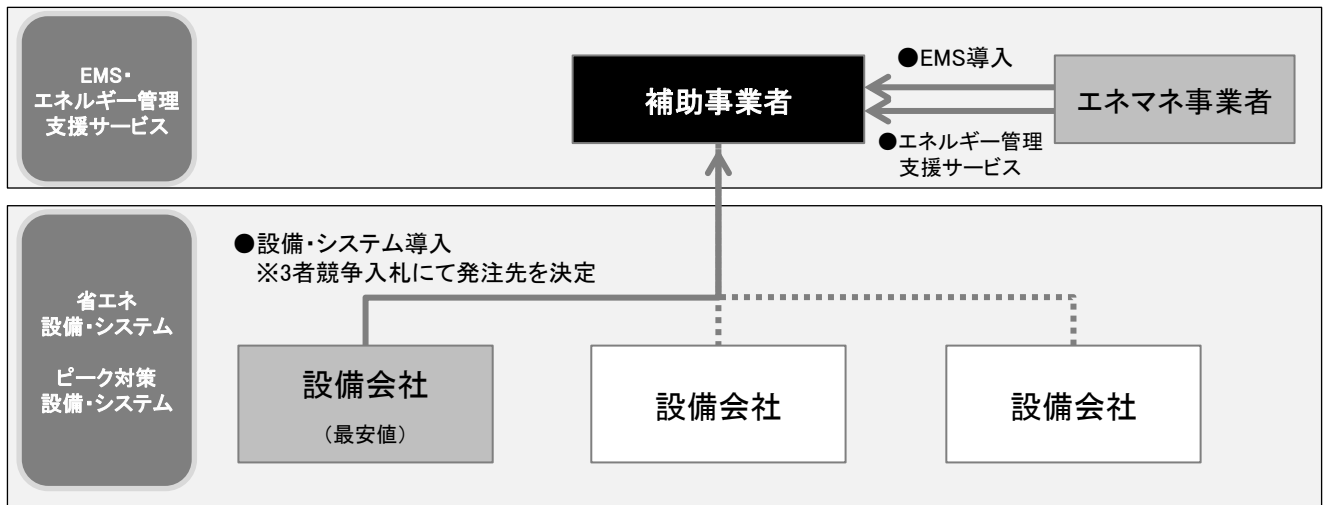 EMS・
エネルギー管理
支援サービス
補助事業者
●EMS導入
エネマネ事業者
●エネルギー管理
支援サービス
省エネ
設備・システム
ピーク対策
設備・システム
●設備・システム導入
※3者競争入札にて発注先を決定
設備会社
（最安値）
設備会社
設備会社